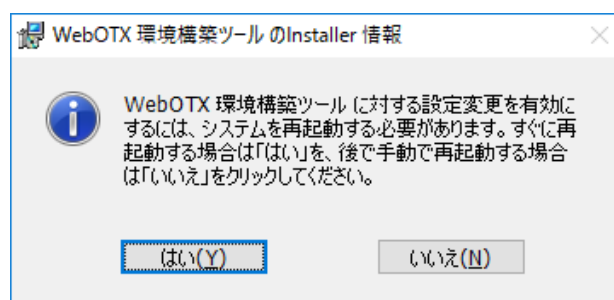 WebOTX 環境構築ツール のInstaller 情報
WebOTX 環境構築ツール に対する設定変更を有効に
するには、システムを再起動する必要があります。すぐに再
起動する場合は「はい」を、後で手動で再起動する場合
は「いいえ」をクリックしてください。
はい(Y)
いいえ(N)